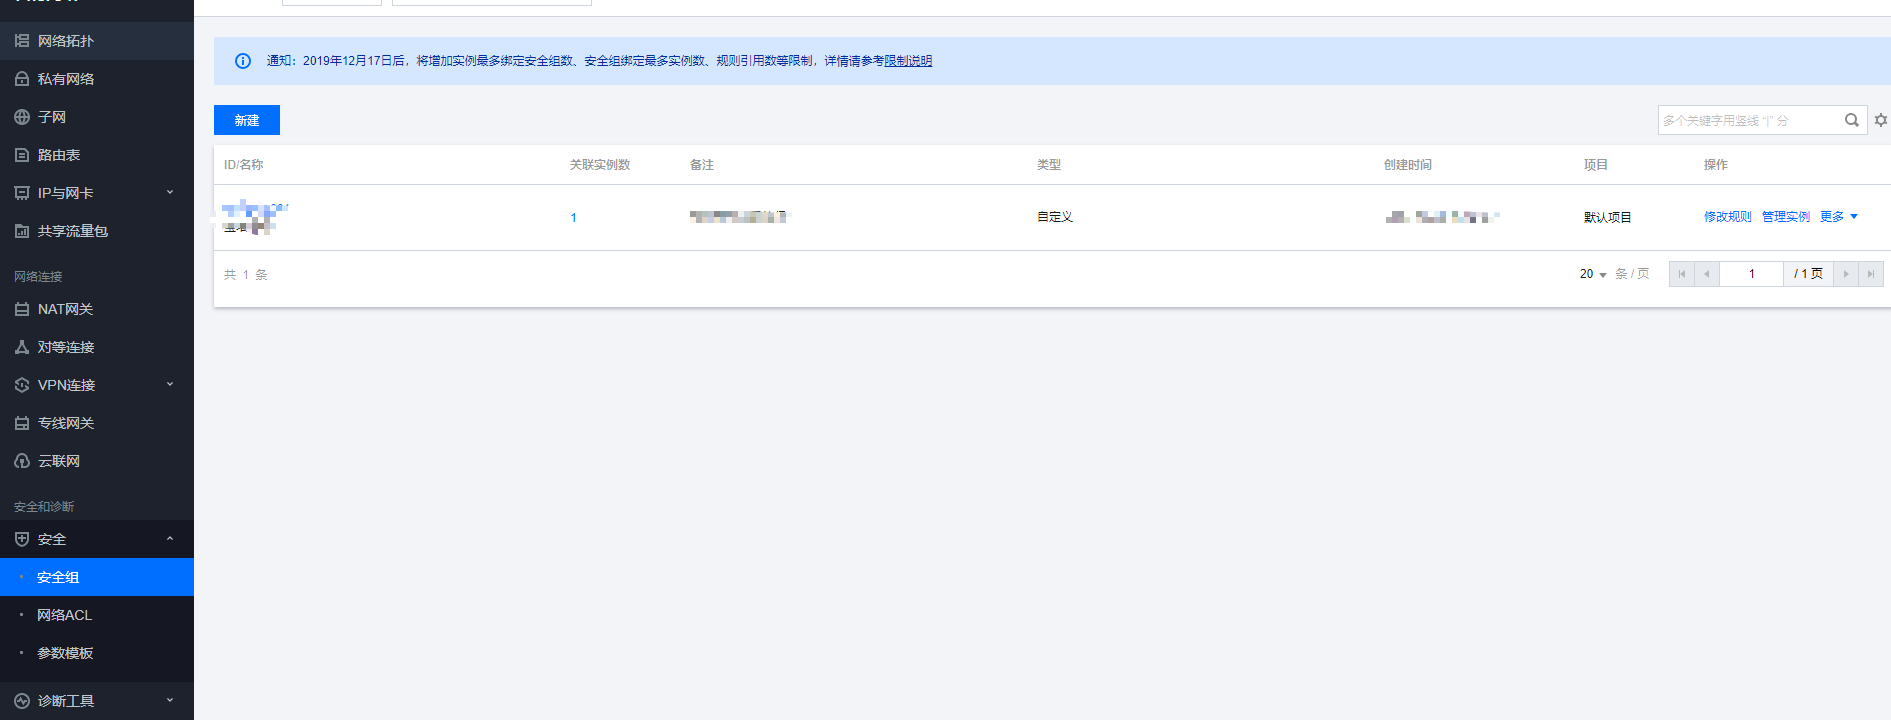 网络拓扑
私有网络
子网
路由表
IP与网卡
共享流量包
网络连接
NAT网关
对等连接
VPN连接
专线网关
云联网
安全和诊断
安全
安全组
网络ACL
参数模板
诊断工具
通知：2019年12月17日后，将增加实例最多绑定安全组数、安全组绑定最多实例数、规则引用数等限制，详情请参考限制说明
新建
多个关键字用竖线 “|” 分
ID/名称 关联实例数 备注 类型 创建时间 项目 操作
1 自定义 默认项目 修改规则 管理实例 更多
共 1 条 20 条 / 页 1 / 1 页